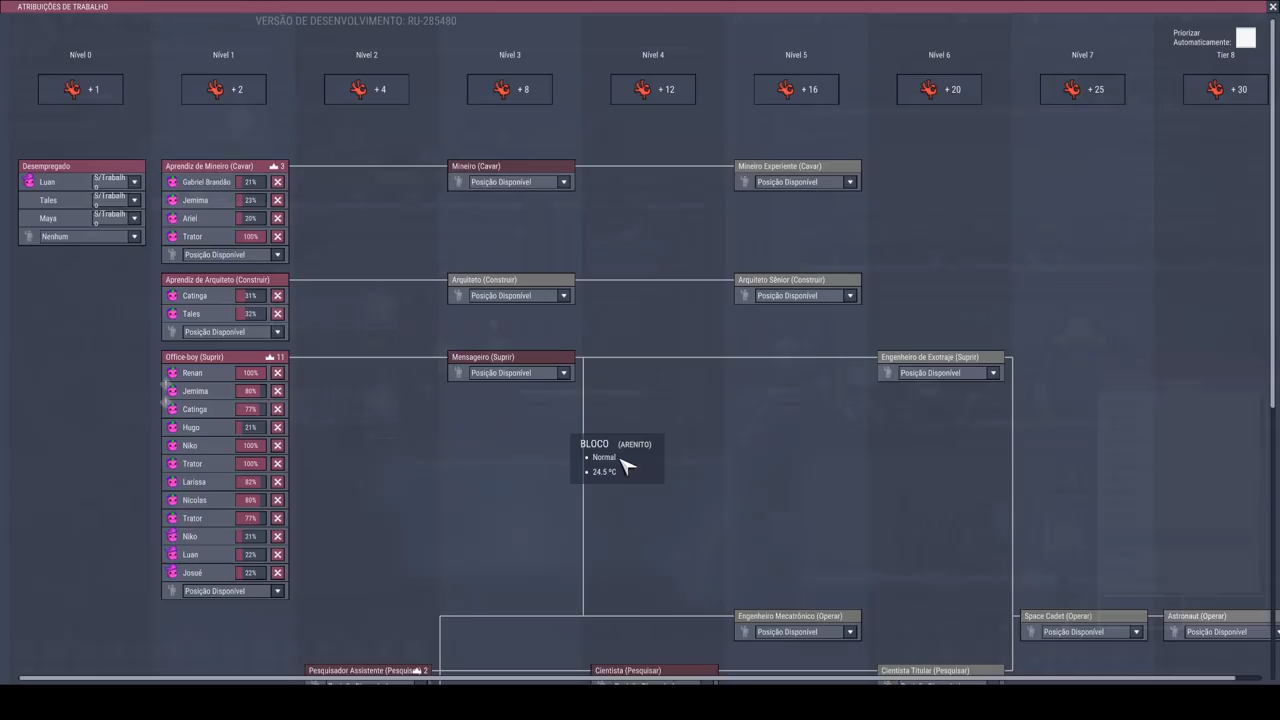 ATRIBUIÇÕES DE TRABALHO
VERSÃO DE DESENVOLVIMENTO: RU-285480
Priorizar
Automaticamente:
Nível 0
Nível 1
Nível 2
Nível 3
Nível 4
Nível 5
Nível 6
Nível 7
Tier 8
+ 1
+ 2
+ 4
+ 8
+ 12
+ 16
+ 20
+ 25
+ 30
Desempregado
Luan S/Trabalho
Tales S/Trabalho
Maya S/Trabalho
Nenhum
Aprendiz de Mineiro (Cavar) 3
Gabriel Brandão 21%
Jemima 23%
Ariel 20%
Trator 100%
Posição Disponível
Mineiro (Cavar)
Posição Disponível
Mineiro Experiente (Cavar)
Posição Disponível
Aprendiz de Arquiteto (Construir)
Catinga 31%
Tales 32%
Posição Disponível
Arquiteto (Construir)
Posição Disponível
Arquiteto Sênior (Construir)
Posição Disponível
Office-boy (Suprir) 11
Renan 100%
Jemima 80%
Catinga 77%
Hugo 21%
Niko 100%
Trator 100%
Larissa 82%
Nicolas 80%
Trator 77%
Niko 21%
Luan 22%
Josué 22%
Posição Disponível
Mensageiro (Suprir)
Posição Disponível
Engenheiro de Exotraje (Suprir)
Posição Disponível
BLOCO (ARENITO)
• Normal
• 24.5 ºC
Engenheiro Mecatrônico (Operar)
Posição Disponível
Space Cadet (Operar)
Posição Disponível
Astronaut (Operar)
Posição Disponível
Pesquisador Assistente (Pesquis 2
Cientista (Pesquisar)
Cientista Titular (Pesquisar)